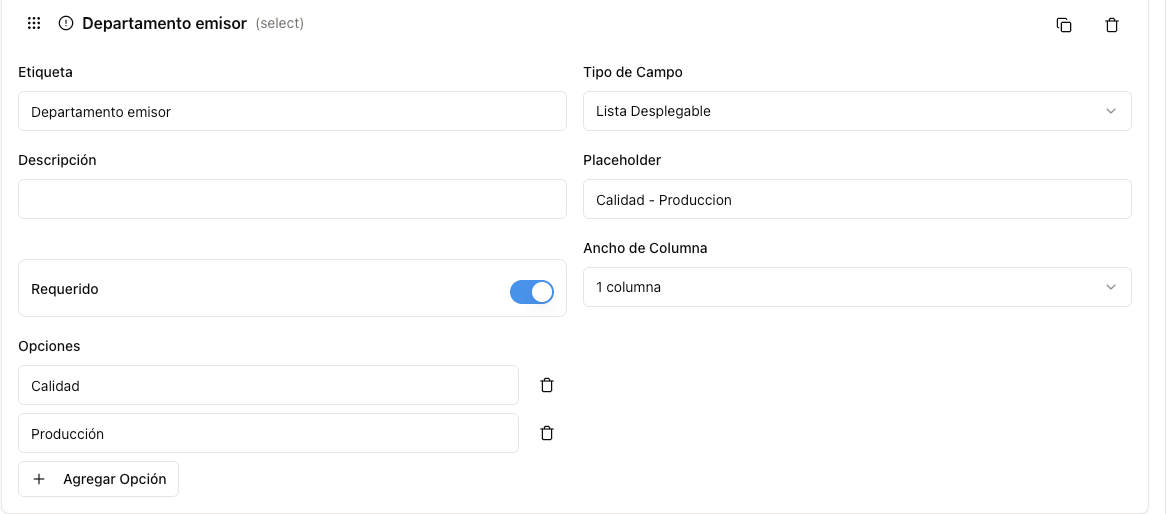 Departamento emisor (select)
Etiqueta
Tipo de Campo
Departamento emisor
Lista Desplegable
Descripción
Placeholder
Calidad - Produccion
Ancho de Columna
Requerido
1 columna
Opciones
Calidad
Producción
Agregar Opción